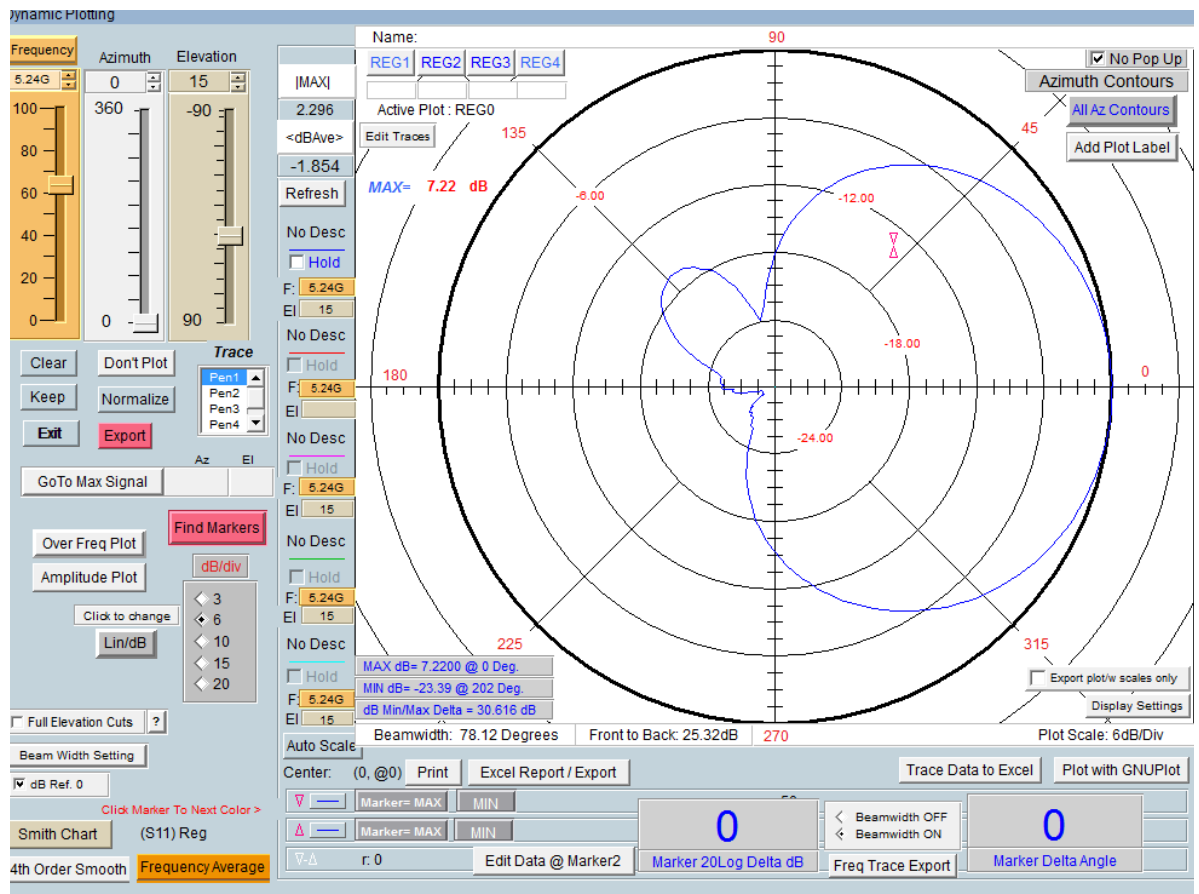 Dynamic Plotting
Frequency
Azimuth
Elevation
5.24G
0
15
100
80
60
40
20
0
360
0
-90
90
|MAX|
2.296
<dBAve>
-1.854
Refresh
No Desc
Hold
F: 5.24G
El 15
No Desc
Hold
F: 5.24G
El
No Desc
Hold
F: 5.24G
El 15
No Desc
Hold
F: 5.24G
El 15
No Desc
Hold
F: 5.24G
El 15
Auto Scale
Clear
Don't Plot
Keep
Normalize
Exit
Export
Trace
Pen1
Pen2
Pen3
Pen4
Az El
GoTo Max Signal
Find Markers
Over Freq Plot
Amplitude Plot
dB/div
3
6
10
15
20
Click to change
Lin/dB
Full Elevation Cuts ?
Beam Width Setting
dB Ref. 0
Click Marker To Next Color >
Smith Chart
(S11) Reg
4th Order Smooth
Frequency Average
Name:
REG1 REG2 REG3 REG4
Active Plot : REG0
Edit Traces
MAX= 7.22 dB
90
No Pop Up
Azimuth Contours
All Az Contours
Add Plot Label
135
45
-6.00
-12.00
-18.00
180
0
-24.00
225
315
270
MAX dB= 7.2200 @ 0 Deg.
MIN dB= -23.39 @ 202 Deg.
dB Min/Max Delta = 30.616 dB
Export plot/w scales only
Display Settings
Beamwidth: 78.12 Degrees
Front to Back: 25.32dB
Plot Scale: 6dB/Div
Center: (0, @0)
Print
Excel Report / Export
Trace Data to Excel
Plot with GNUPlot
∇ Marker= MAX MIN
Δ Marker= MAX MIN
∇-Δ r: 0
Edit Data @ Marker2
0
Marker 20Log Delta dB
Beamwidth OFF
Beamwidth ON
Freq Trace Export
0
Marker Delta Angle